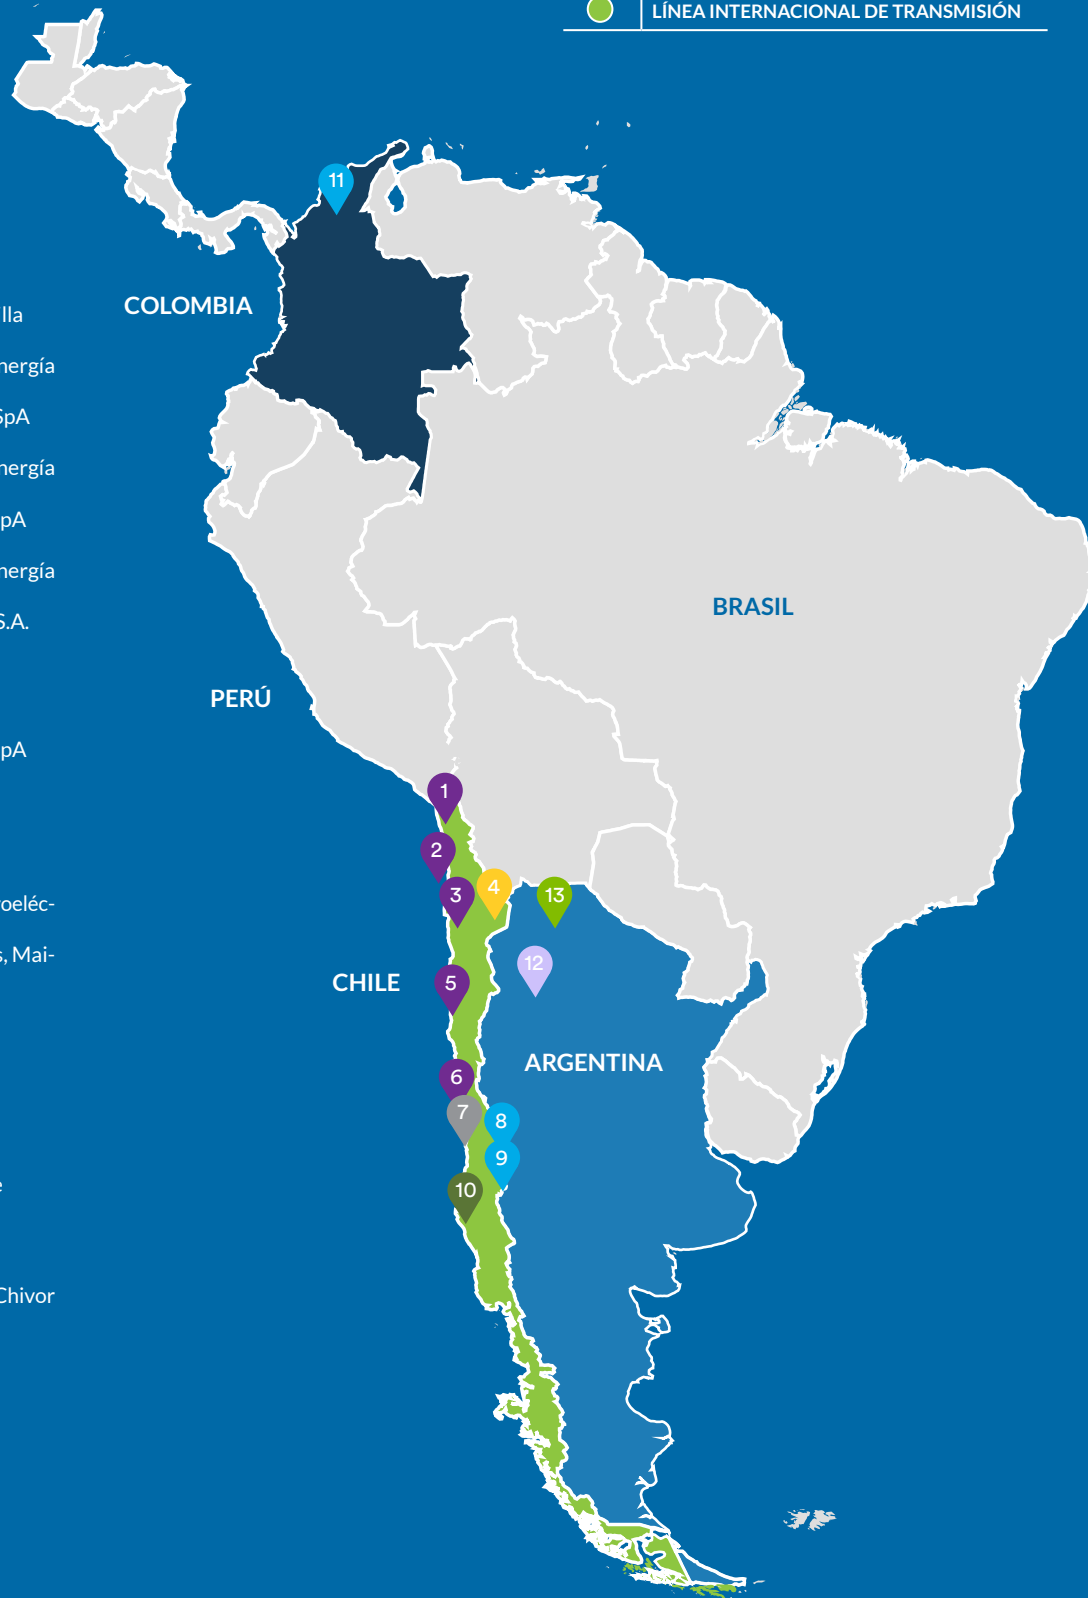 LÍNEA INTERNACIONAL DE TRANSMISIÓN
11
COLOMBIA
lla
nergía
SpA
nergía
pA
nergía
BRASIL
S.A.
PERÚ
pA
1
2
3
4
13
roeléc-
s, Mai-
12
CHILE
5
ARGENTINA
6
7
8
9
10
e
Chivor